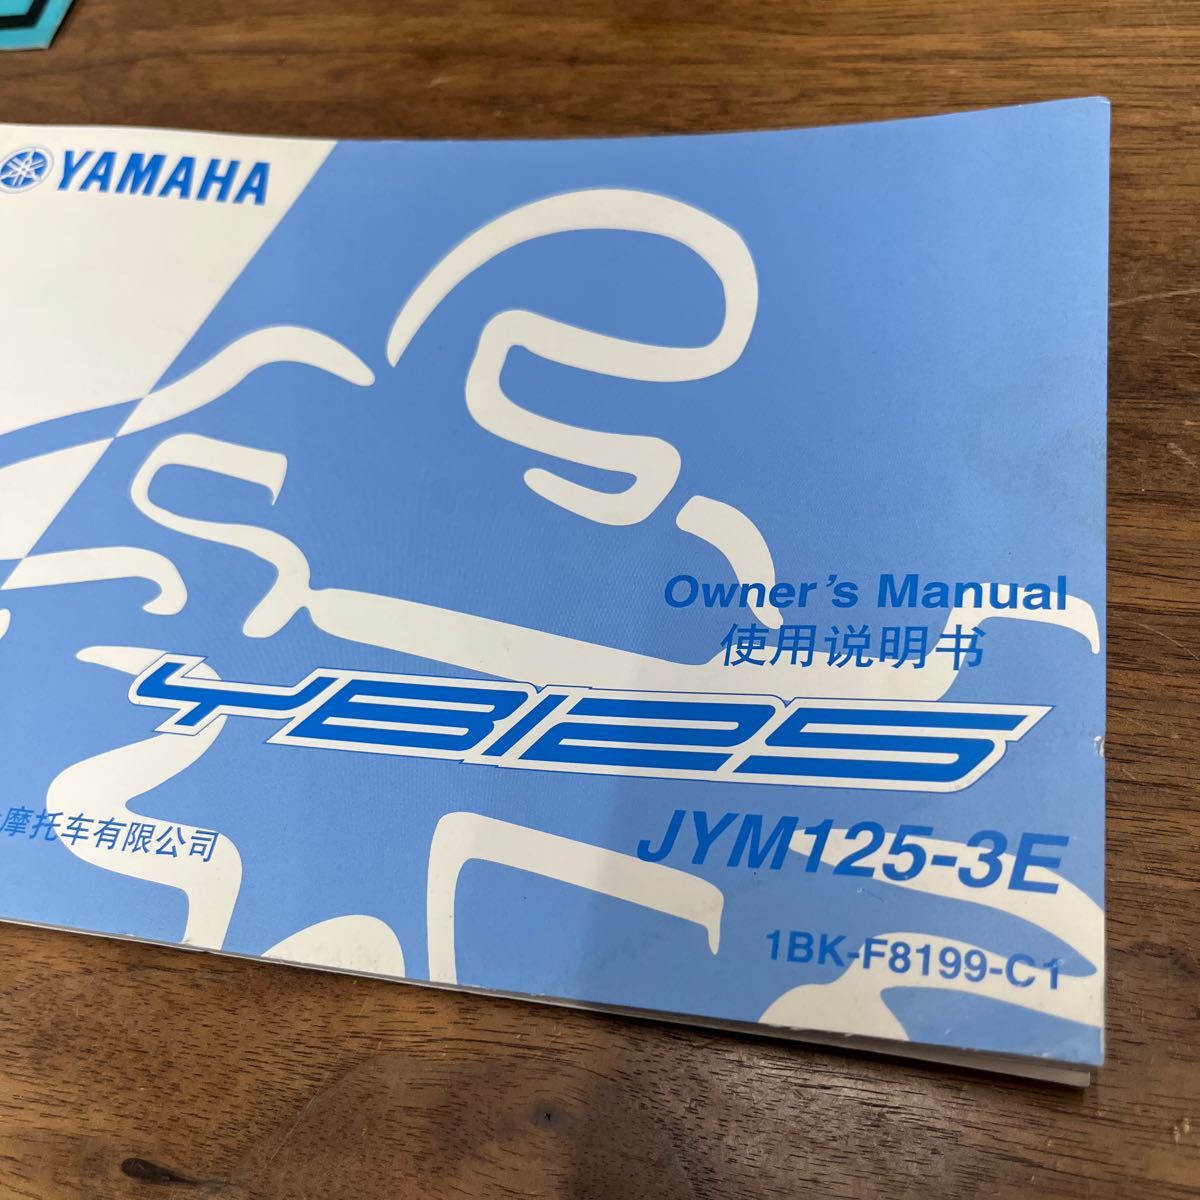 YAMAHA
Owner's Manual
使用说明书
YB125
摩托车有限公司
JYM125-3E
1BK-F8199-C1